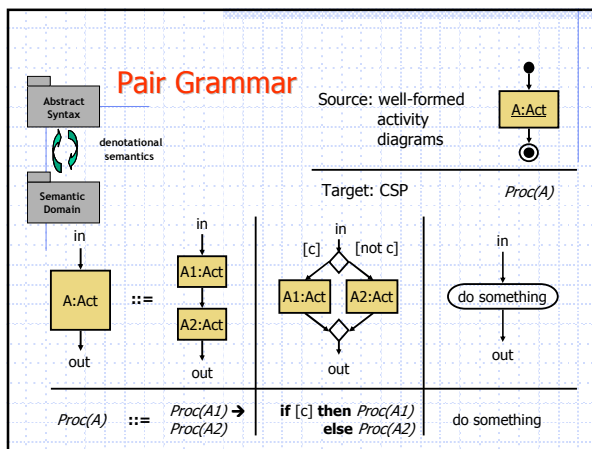 Pair Grammar
Abstract
Syntax
denotational
semantics
Semantic
Domain
Source: well-formed
activity
diagrams
A:Act
Target: CSP
Proc(A)
in
A:Act
out
::=
in
A1:Act
A2:Act
out
in
[c]
[not c]
A1:Act
A2:Act
out
in
do something
out
Proc(A) ::= Proc(A1) ➔
Proc(A2)
if [c] then Proc(A1)
else Proc(A2)
do something